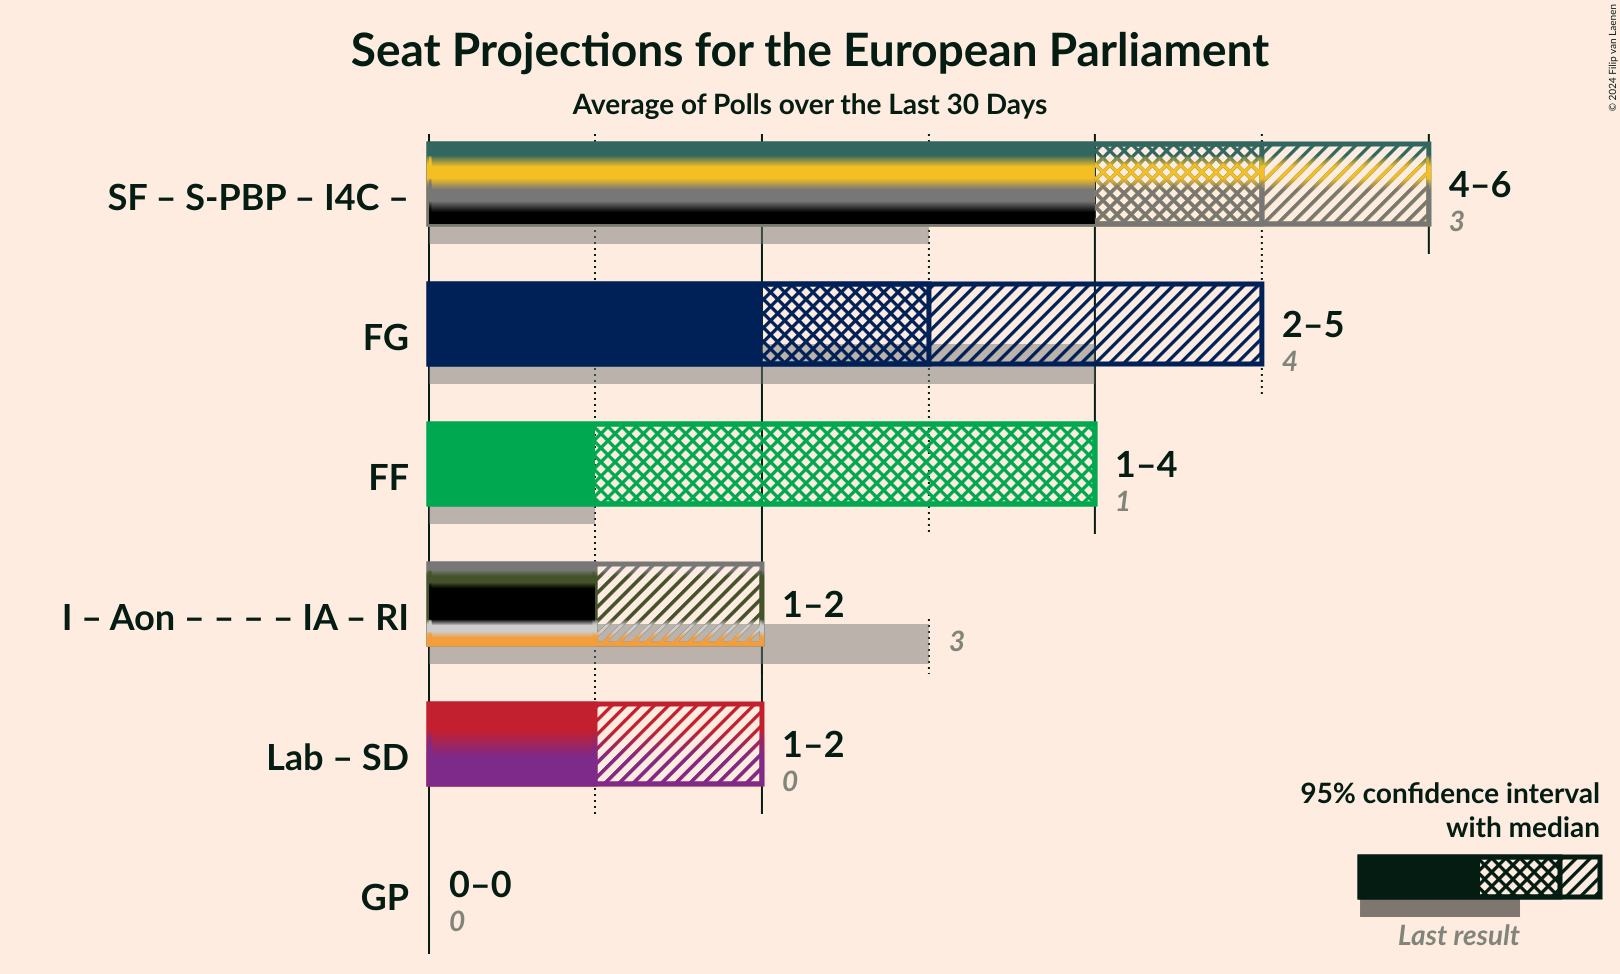 Seat Projections for the European Parliament
Average of Polls over the Last 30 Days
© 2024 Filip van Laenen
SF – S-PBP – I4C –
4–6
3
FG
2–5
4
FF
1–4
1
I – Aon – – – – IA – RI
1–2
3
Lab – SD
1–2
0
GP
0–0
0
95% confidence interval
with median
Last result